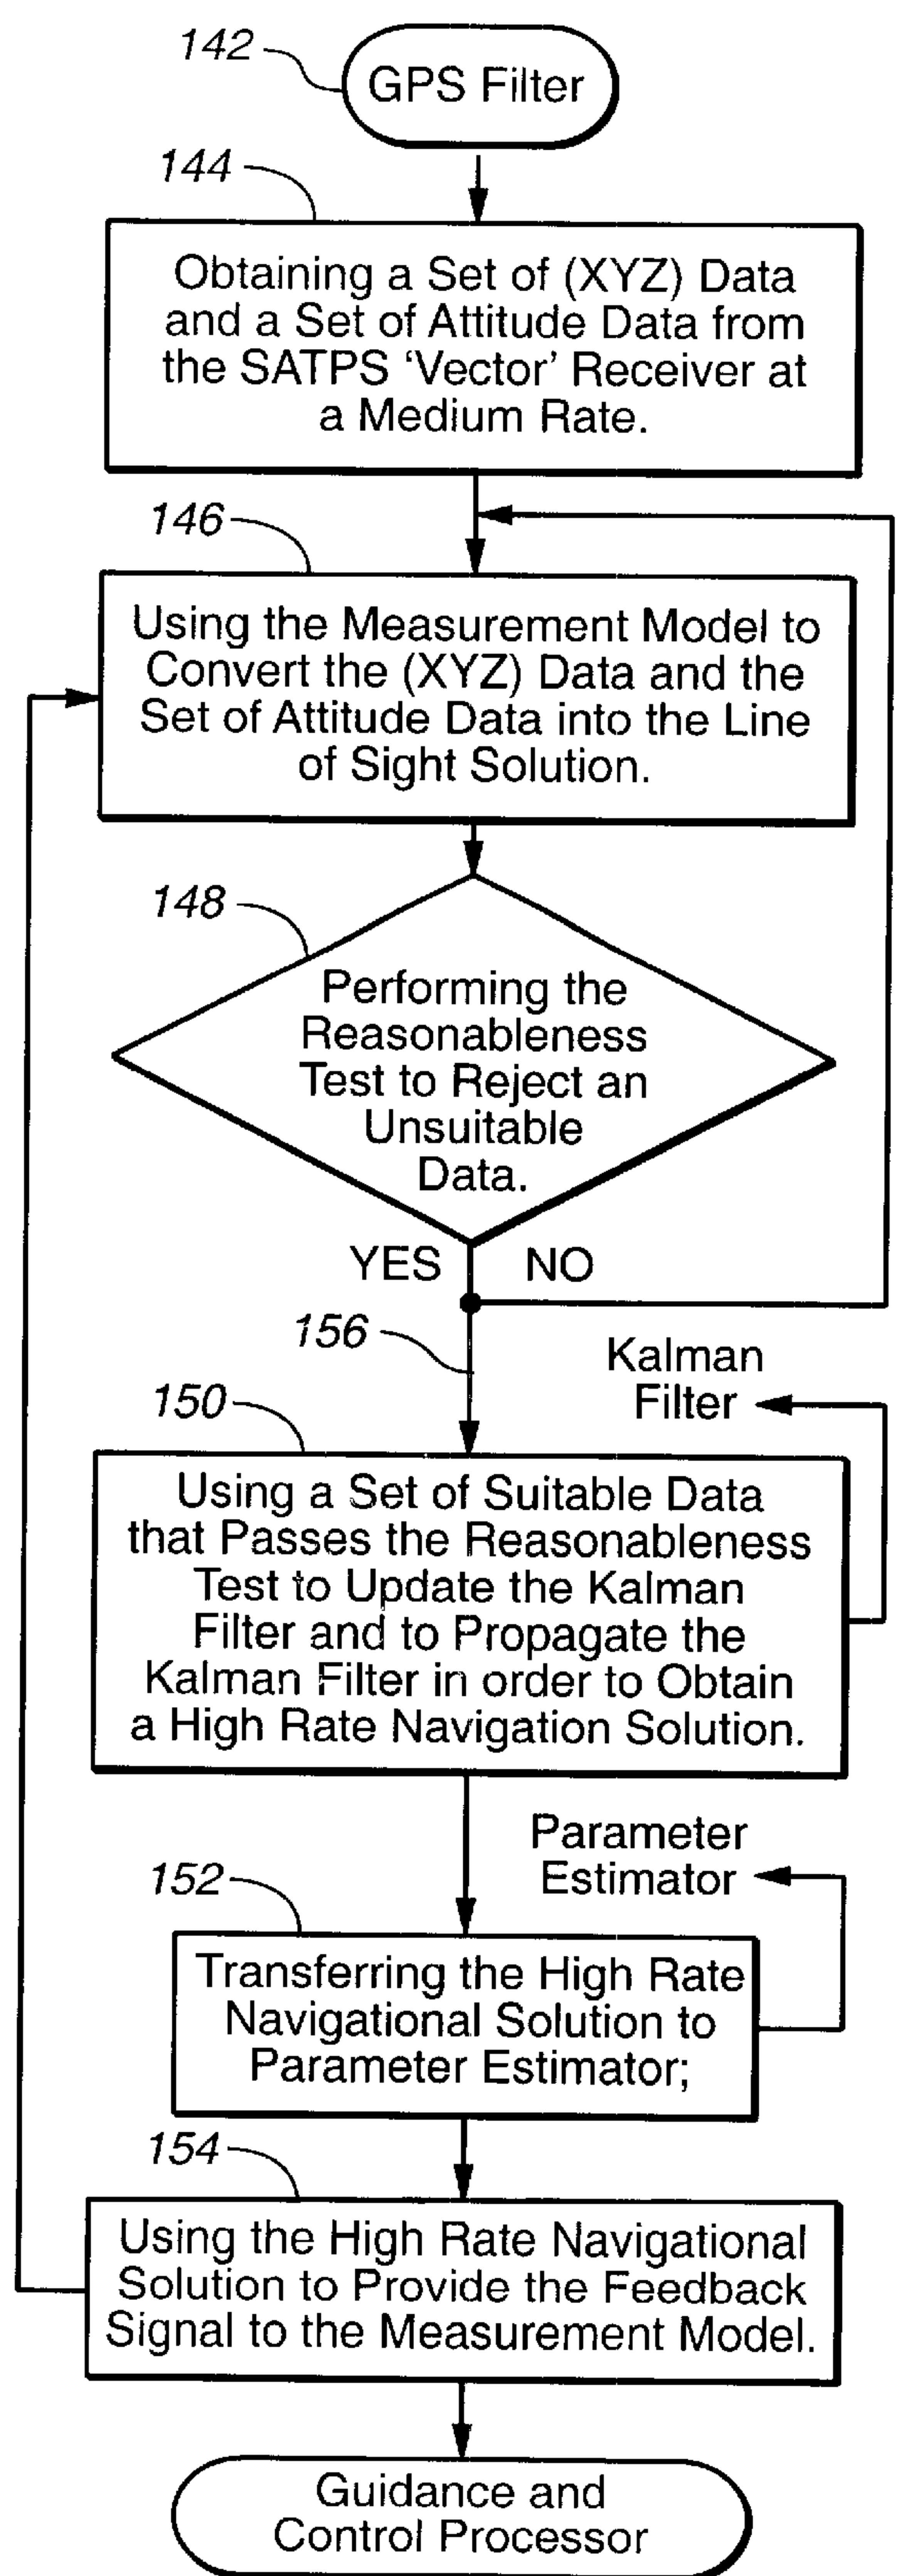 142
GPS Filter
144
Obtaining a Set of (XYZ) Data
and a Set of Attitude Data from
the SATPS ‘Vector’ Receiver at
a Medium Rate.
146
Using the Measurement Model to
Convert the (XYZ) Data and the
Set of Attitude Data into the Line
of Sight Solution.
148
Performing the
Reasonableness
Test to Reject an
Unsuitable
Data.
YES
NO
156
Kalman
Filter
150
Using a Set of Suitable Data
that Passes the Reasonableness
Test to Update the Kalman
Filter and to Propagate the
Kalman Filter in order to Obtain
a High Rate Navigation Solution.
Parameter
Estimator
152
Transferring the High Rate
Navigational Solution to
Parameter Estimator;
154
Using the High Rate Navigational
Solution to Provide the Feedback
Signal to the Measurement Model.
Guidance and
Control Processor